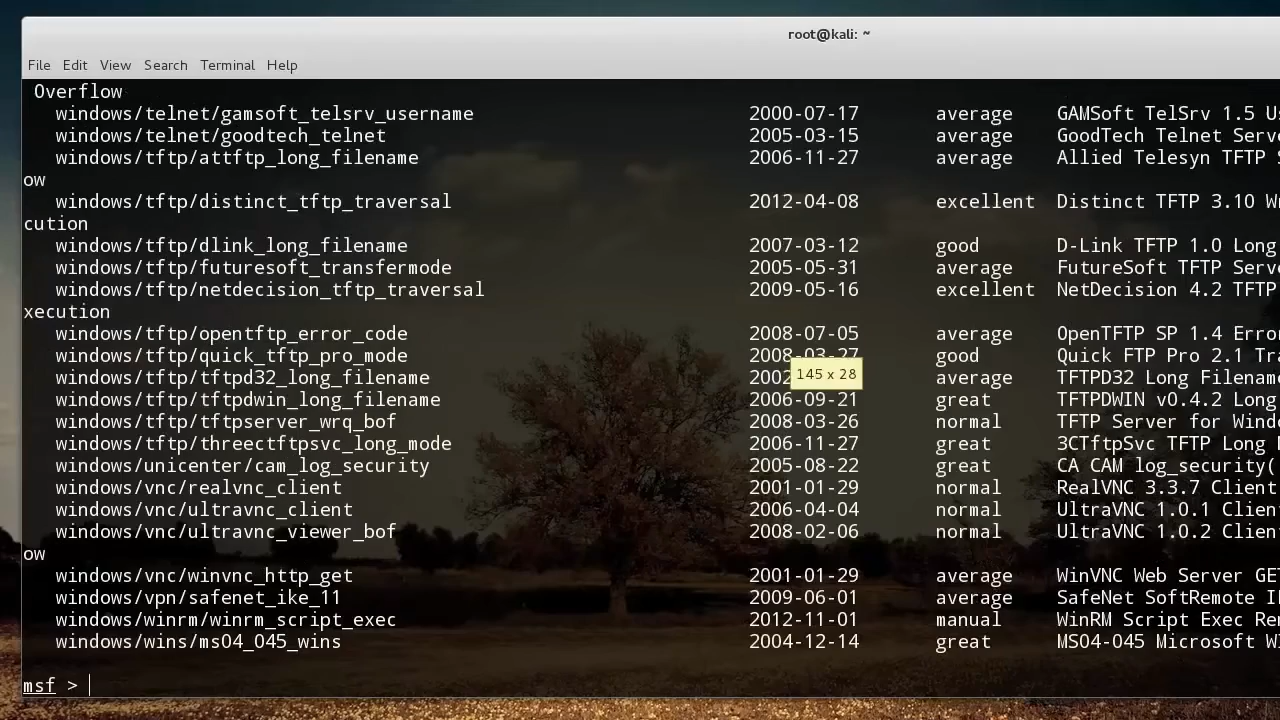 root@kali: ~
File Edit View Search Terminal Help
Overflow
windows/telnet/gamsoft_telsrv_username 2000-07-17 average GAMSoft TelSrv 1.5
windows/telnet/goodtech_telnet 2005-03-15 average GoodTech Telnet
windows/tftp/attftp_long_filename 2006-11-27 average Allied Telesyn TFTP
ow
windows/tftp/distinct_tftp_traversal 2012-04-08 excellent Distinct TFTP 3.10
cution
windows/tftp/dlink_long_filename 2007-03-12 good D-Link TFTP 1.0 Long
windows/tftp/futuresoft_transfermode 2005-05-31 average FutureSoft TFTP
windows/tftp/netdecision_tftp_traversal 2009-05-16 excellent NetDecision 4.2 TFTP
xecution
windows/tftp/opentftp_error_code 2008-07-05 average OpenTFTP SP 1.4 Erro
windows/tftp/quick_tftp_pro_mode 2008-03-27 good Quick FTP Pro 2.1 Tra
windows/tftp/tftpd32_long_filename 2002 145 x 28 average TFTPD32 Long Filenam
windows/tftp/tftpdwin_long_filename 2006-09-21 great TFTPDWIN v0.4.2 Long
windows/tftp/tftpserver_wrq_bof 2008-03-26 normal TFTP Server for Wind
windows/tftp/threectftpsvc_long_mode 2006-11-27 great 3CTftpSvc TFTP Long
windows/unicenter/cam_log_security 2005-08-22 great CA CAM log_security(
windows/vnc/realvnc_client 2001-01-29 normal RealVNC 3.3.7 Client
windows/vnc/ultravnc_client 2006-04-04 normal UltraVNC 1.0.1 Clien
windows/vnc/ultravnc_viewer_bof 2008-02-06 normal UltraVNC 1.0.2 Clien
ow
windows/vnc/winvnc_http_get 2001-01-29 average WinVNC Web Server GET
windows/vpn/safenet_ike_11 2009-06-01 average SafeNet SoftRemote
windows/winrm/winrm_script_exec 2012-11-01 manual WinRM Script Exec Re
windows/wins/ms04_045_wins 2004-12-14 great MS04-045 Microsoft
msf >